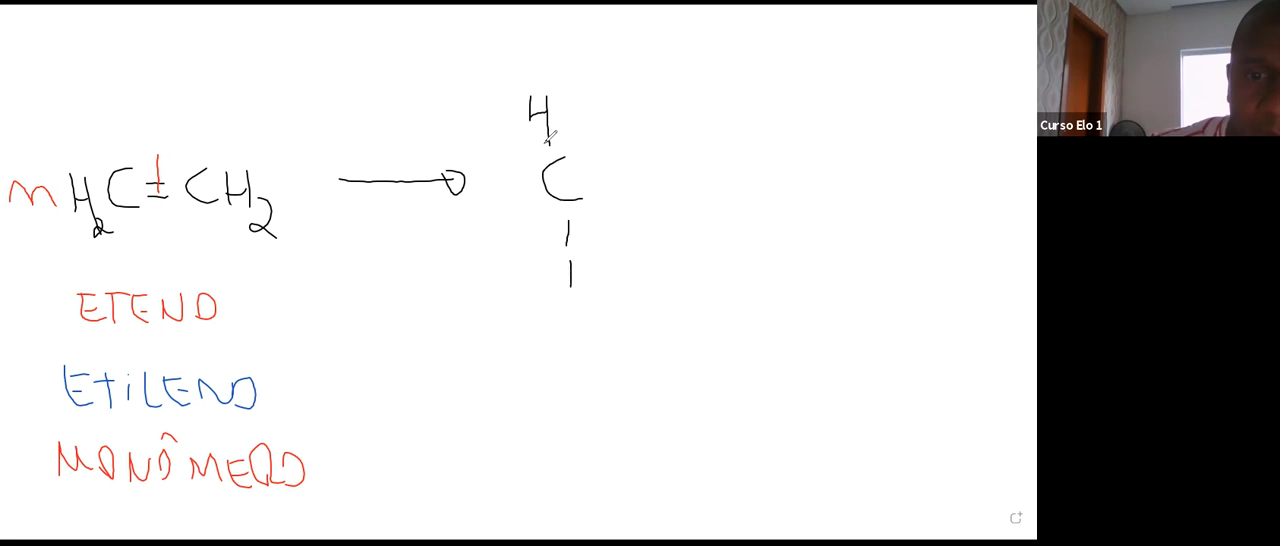 n H₂C=CH₂ → H
C
ETENO
ETILENO
MONÔMERO
Curso Elo 1